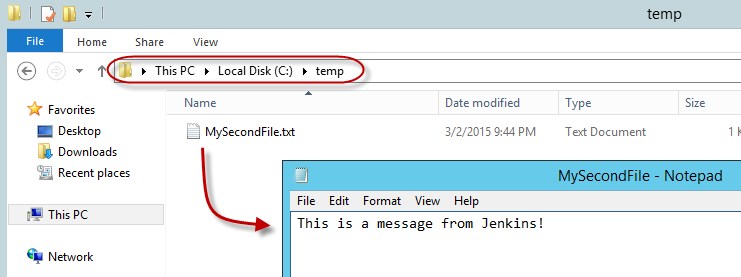 temp
File Home Share View
This PC Local Disk (C:) temp
Name Date modified Type Size
Favorites
MySecondFile.txt 3/2/2015 9:44 PM Text Document 1
Desktop
Downloads
Recent places
MySecondFile - Notepad
File Edit Format View Help
This PC
This is a message from Jenkins!
Network